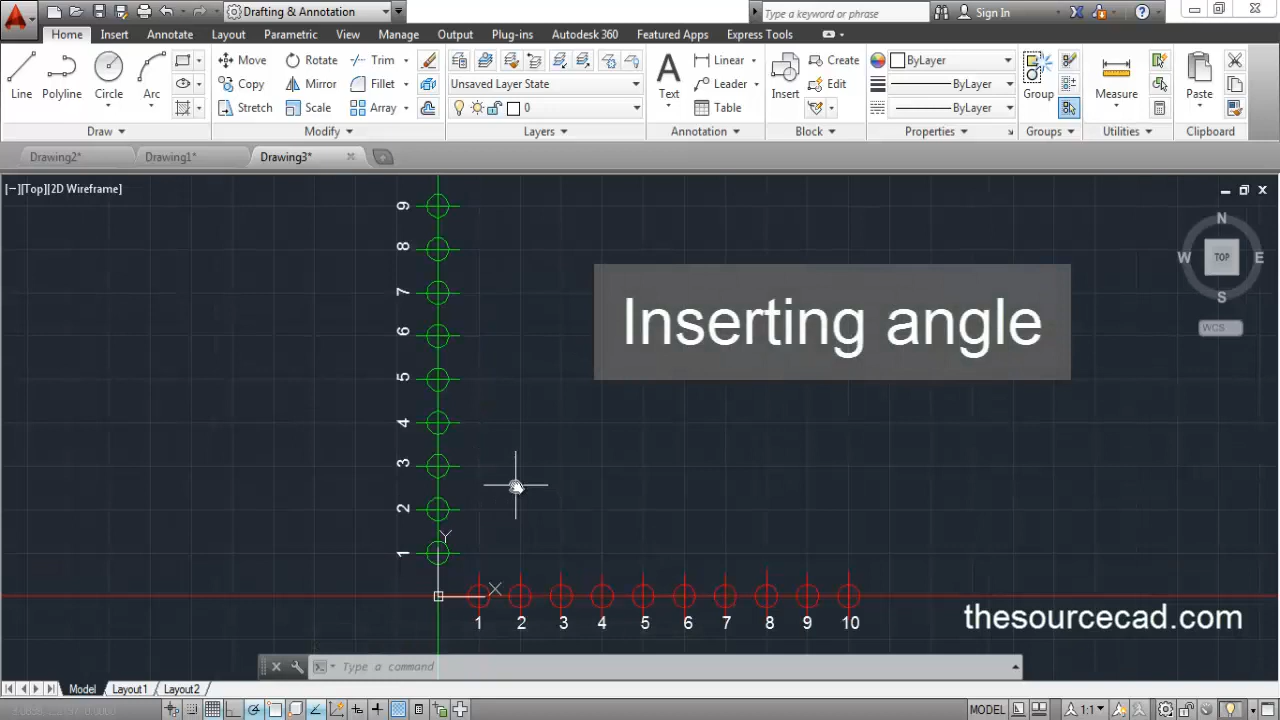 Drafting & Annotation
Type a keyword or phrase
Sign In
Home Insert Annotate Layout Parametric View Manage Output Plug-ins Autodesk 360 Featured Apps Express Tools
Move Rotate Trim Linear Create ByLayer
Copy Mirror Fillet Unsaved Layer State Leader Edit ByLayer
Line Polyline Circle Arc Text Insert Group Measure Paste
Stretch Scale Array 0 Table ByLayer
Draw Modify Layers Annotation Block Properties Groups Utilities Clipboard
Drawing2* Drawing1* Drawing3*
[−][Top][2D Wireframe]
N
W TOP E
S
WCS
9
8
7
6
5
4
3
2
1
Inserting angle
Y
X
1 2 3 4 5 6 7 8 9 10
thesourcecad.com
Type a command
Model Layout1 Layout2
MODEL 1:1